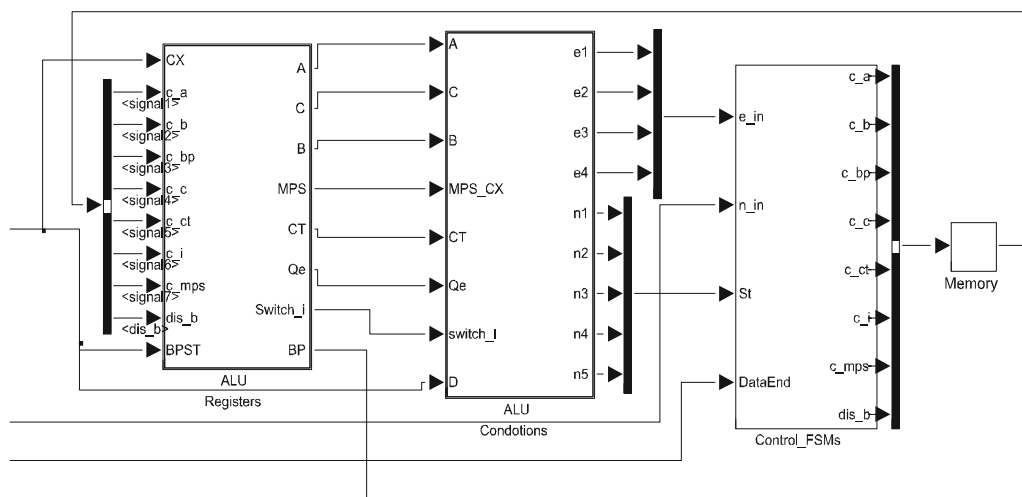 CX
c_a
<signal1>
c_b
<signal2>
c_bp
<signal3>
c_c
<signal4>
c_ct
<signal5>
c_i
<signal6>
c_mps
<signal7>
dis_b
<dis_b>
BPST
A
C
B
MPS
CT
Qe
Switch_i
BP
ALU
Registers
A
C
B
MPS_CX
CT
Qe
switch_I
D
e1
e2
e3
e4
n1
n2
n3
n4
n5
ALU
Condotions
e_in
n_in
St
DataEnd
c_a
c_b
c_bp
c_c
c_ct
c_i
c_mps
dis_b
Control_FSMs
Memory